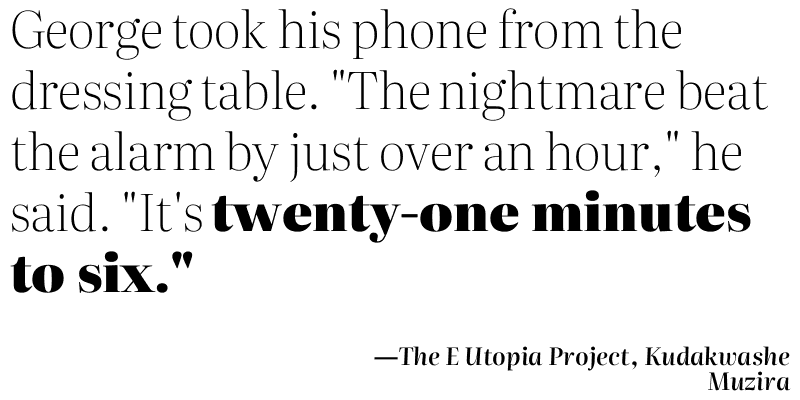 George took his phone from the
dressing table. "The nightmare beat
the alarm by just over an hour," he
said. "It's twenty-one minutes
to six."
—The E Utopia Project, Kudakwashe
Muzira